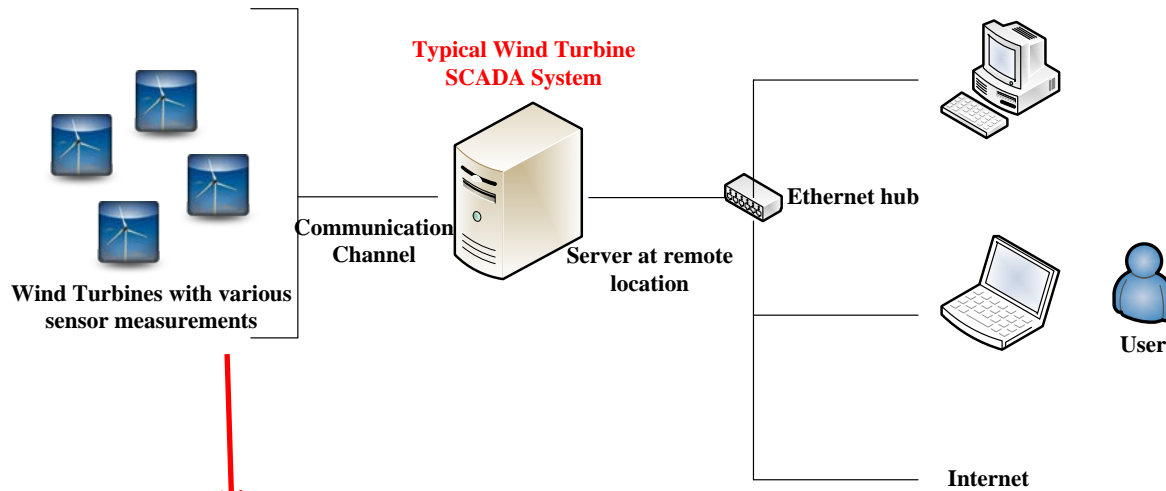 Typical Wind Turbine
SCADA System
Ethernet hub
Communication
Channel
Server at remote
location
Wind Turbines with various
sensor measurements
User
Internet